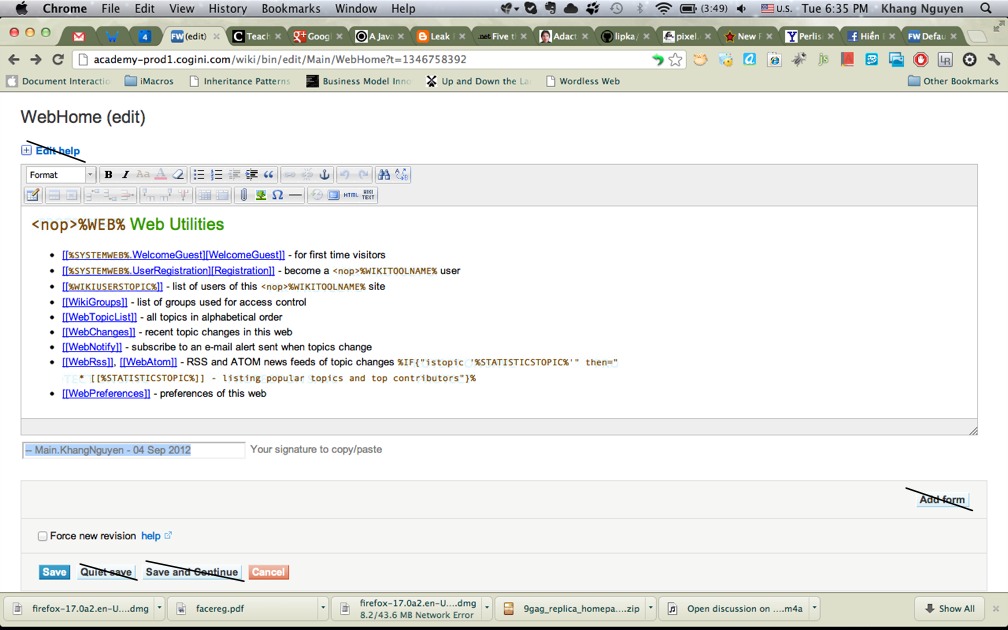 Chrome File Edit View History Bookmarks Window Help (3:49) U.S. Tue 6:35 PM Khang Nguyen
4 FW (edit) Teach Goog A Jav Leak .net Five t Adact lipka/ pixel. New F Perlis Hiến FW Defau
academy-prod1.cogini.com/wiki/bin/edit/Main/WebHome?t=1346758392
Document Interactio iMacros Inheritance Patterns Business Model Inno Up and Down the La Wordless Web Other Bookmarks
WebHome (edit)
Edit help
Format B I Aa A
HTML WIKI TEXT
<nop>%WEB% Web Utilities
• [[%SYSTEMWEB%.WelcomeGuest][WelcomeGuest]] - for first time visitors
• [[%SYSTEMWEB%.UserRegistration][Registration]] - become a <nop>%WIKITOOLNAME% user
• [[%WIKIUSERSTOPIC%]] - list of users of this <nop>%WIKITOOLNAME% site
• [[WikiGroups]] - list of groups used for access control
• [[WebTopicList]] - all topics in alphabetical order
• [[WebChanges]] - recent topic changes in this web
• [[WebNotify]] - subscribe to an e-mail alert sent when topics change
• [[WebRss]], [[WebAtom]] - RSS and ATOM news feeds of topic changes %IF{"istopic '%STATISTICSTOPIC%'" then="
* [[%STATISTICSTOPIC%]] - listing popular topics and top contributors"}%
• [[WebPreferences]] - preferences of this web
-- Main.KhangNguyen - 04 Sep 2012 Your signature to copy/paste
Add form
Force new revision help
Save Quiet save Save and Continue Cancel
firefox-17.0a2.en-U....dmg facereg.pdf firefox-17.0a2.en-U....dmg 9gag_replica_homepa....zip Open discussion on ....m4a Show All
8.2/43.6 MB Network Error